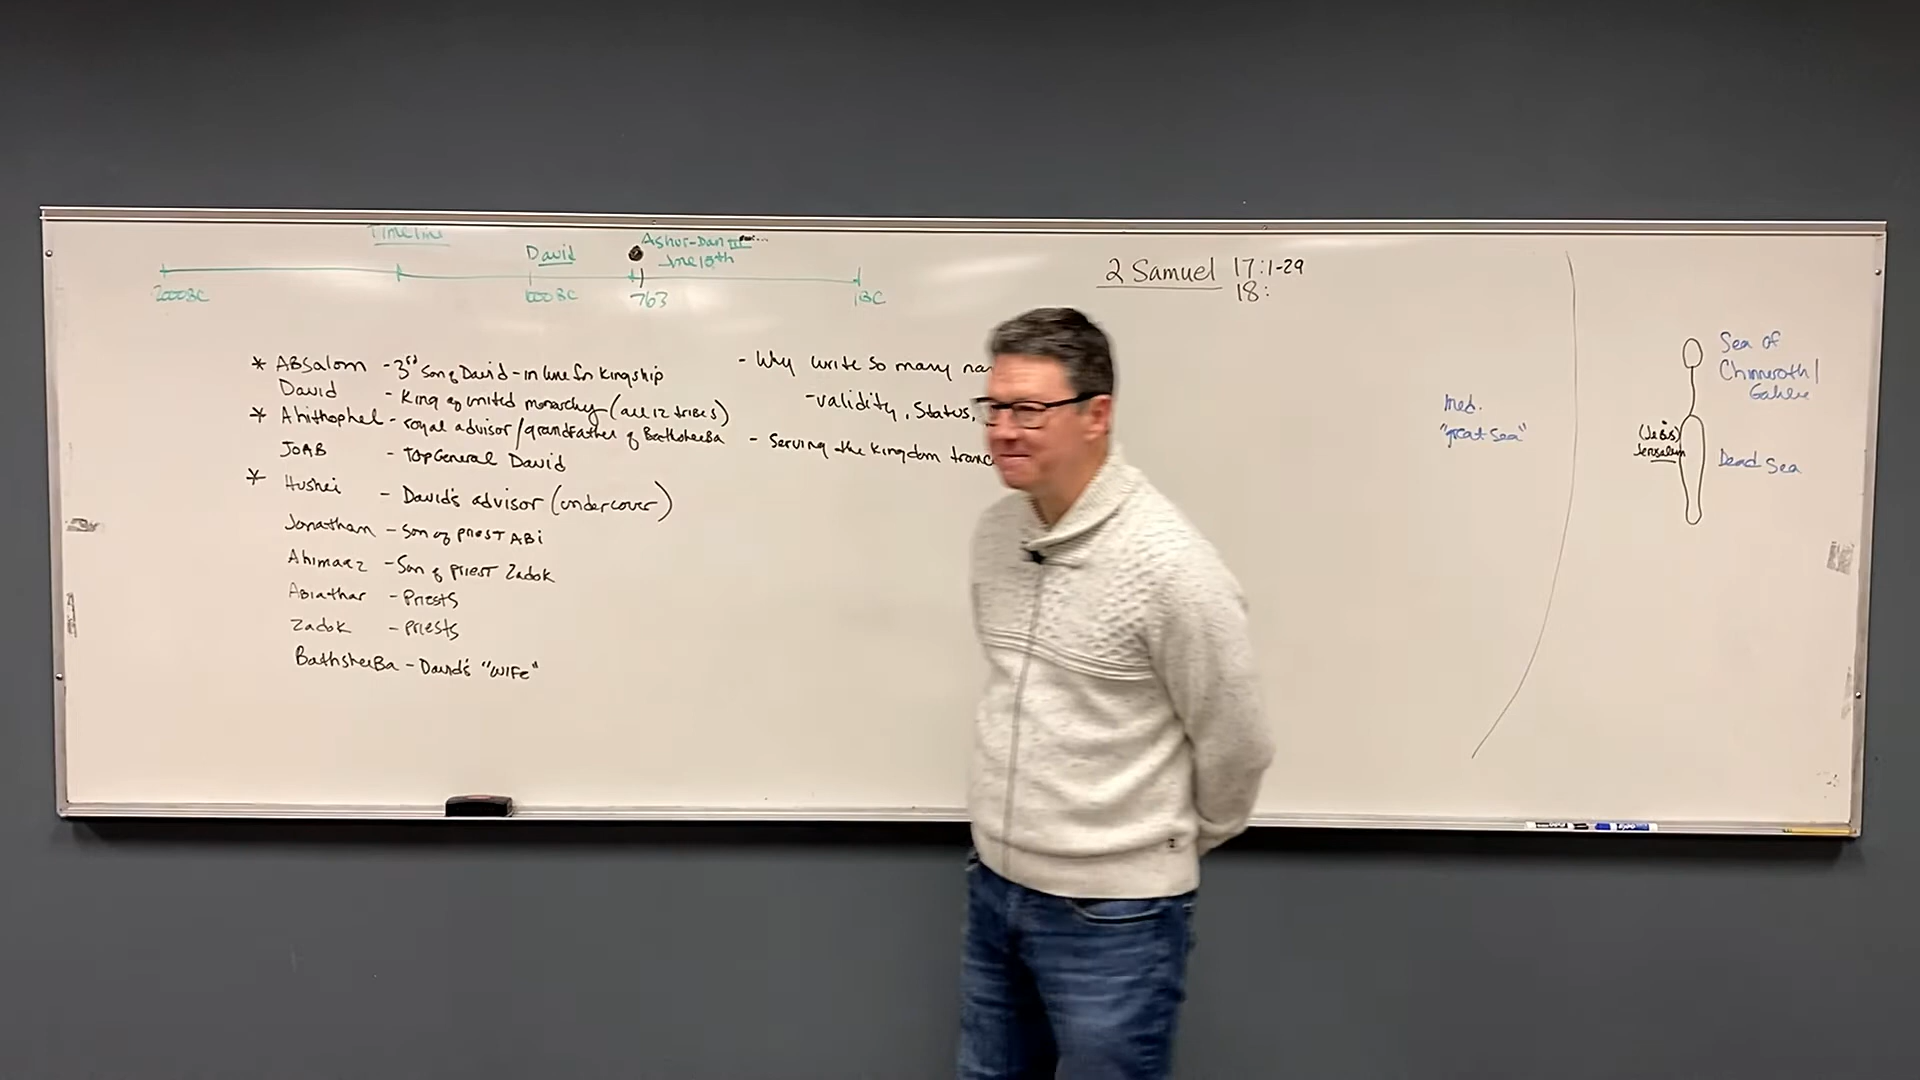 Timeline
David
Ashur-Dan III
June 15th
2000BC
1000BC
763
1BC
2 Samuel 17:1-29
18:
* ABSalom - 3rd Son of David - in line for Kingship
David - King of united monarchy (all 12 tribes)
* Ahithophel - royal advisor/grandfather of BathsheBa
JOAB - Top General David
* Hushai - David's advisor (undercover)
Jonathan - Son of priest ABi
Ahimaaz - Son of priest Zadok
Abiathar - Priests
Zadok - priests
BathsheBa - David's "WIFe"
- Why write so many na
- validity, Status,
- Serving the Kingdom tran
med.
"great Sea"
Sea of
Chinneroth/
Galilee
(Jebus)
Jerusalem
Dead Sea